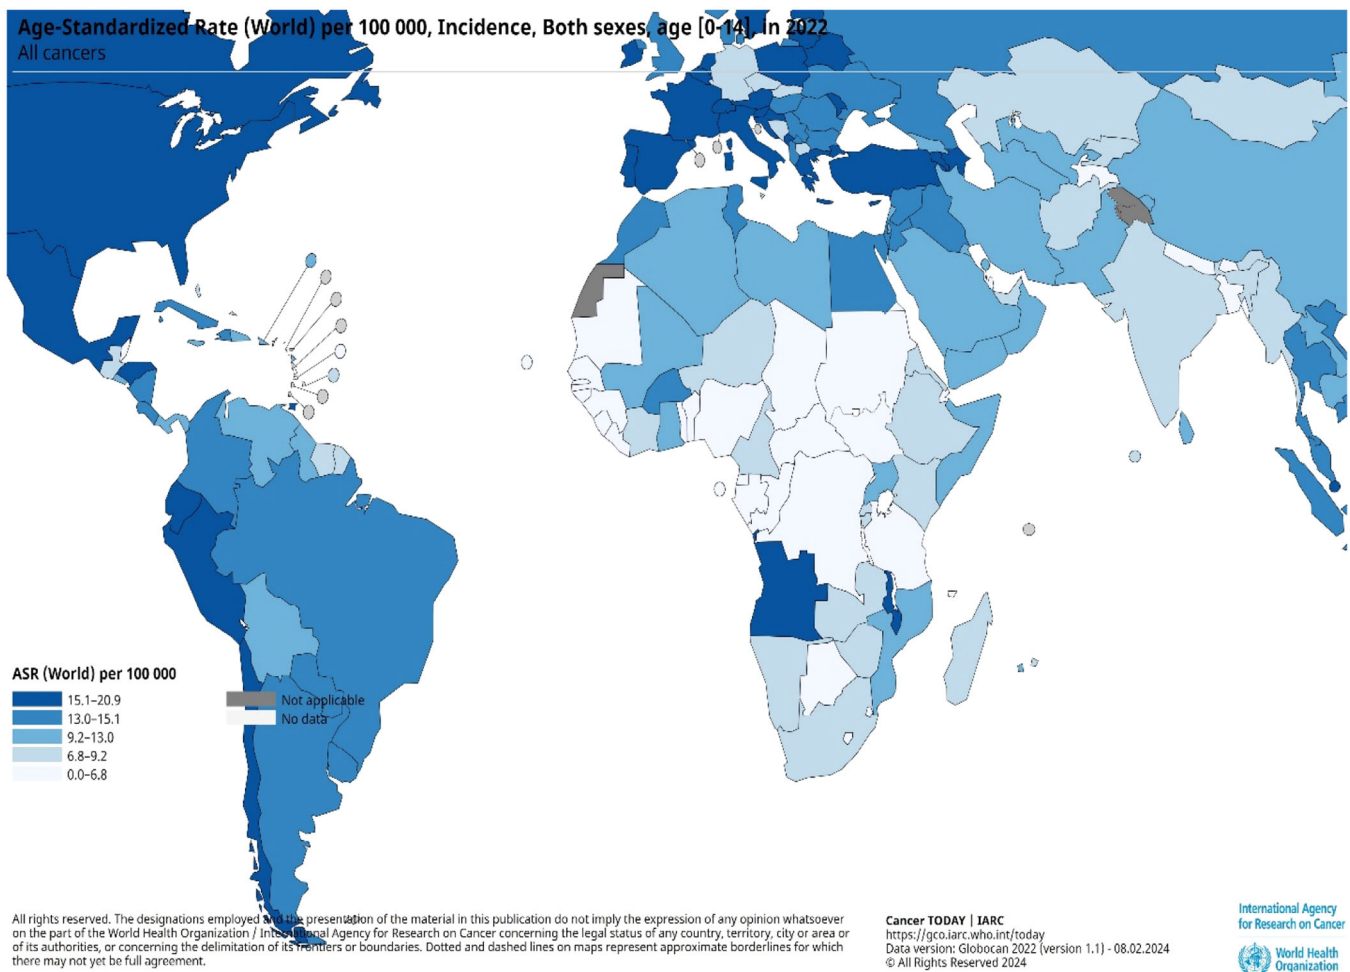 Age-Standardized Rate (World) per 100 000, Incidence, Both sexes, age [0-14], in 2022
All cancers
ASR (World) per 100 000
15.1–20.9
13.0–15.1
9.2–13.0
6.8–9.2
0.0–6.8
Not applicable
No data
All rights reserved. The designations employed and the presentation of the material in this publication do not imply the expression of any opinion whatsoever
on the part of the World Health Organization / International Agency for Research on Cancer concerning the legal status of any country, territory, city or area or
of its authorities, or concerning the delimitation of its frontiers or boundaries. Dotted and dashed lines on maps represent approximate borderlines for which
there may not yet be full agreement.
Cancer TODAY | IARC
https://gco.iarc.who.int/today
Data version: Globocan 2022 (version 1.1) - 08.02.2024
© All Rights Reserved 2024
International Agency
for Research on Cancer
World Health
Organization